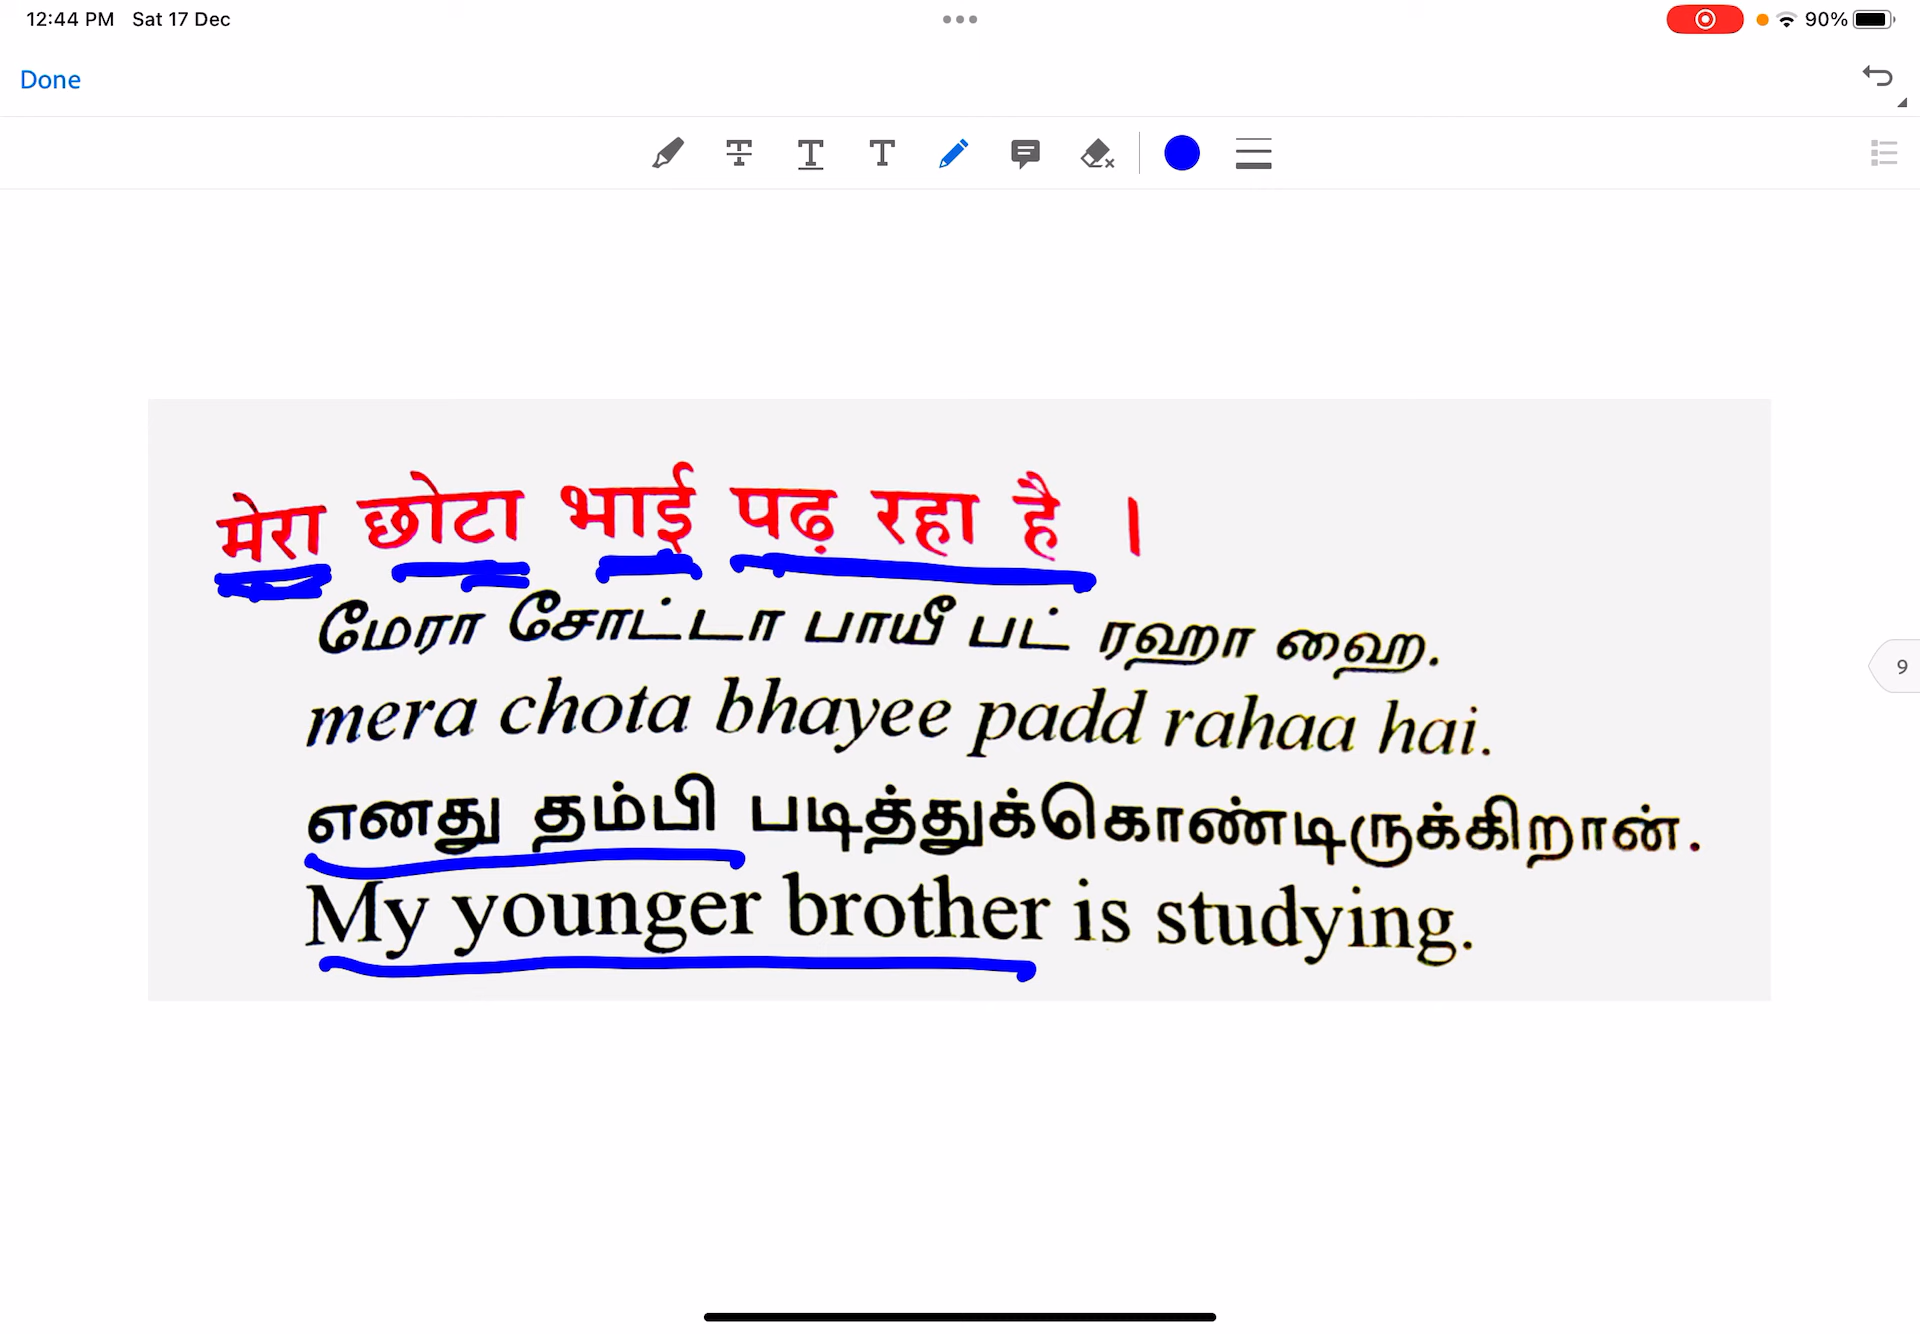 12:44 PM Sat 17 Dec
90%
Done
मेरा छोटा भाई पढ़ रहा है ।
மேரா சோட்டா பாயீ பட் ரஹா ஹை.
mera chota bhayee padd rahaa hai.
9
எனது தம்பி படித்துக்கொண்டிருக்கிறான்.
My younger brother is studying.